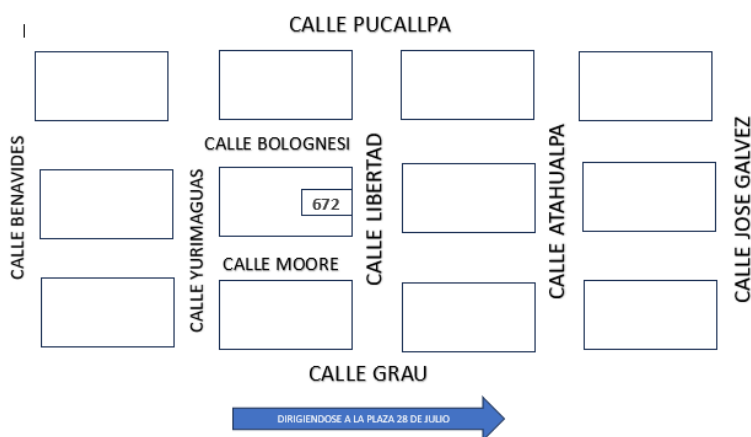 CALLE PUCALLPA
CALLE BENAVIDES
CALLE YURIMAGUAS
CALLE BOLOGNESI
672
CALLE LIBERTAD
CALLE ATAHUALPA
CALLE JOSE GALVEZ
CALLE MOORE
CALLE GRAU
DIRIGIENDOSE A LA PLAZA 28 DE JULIO